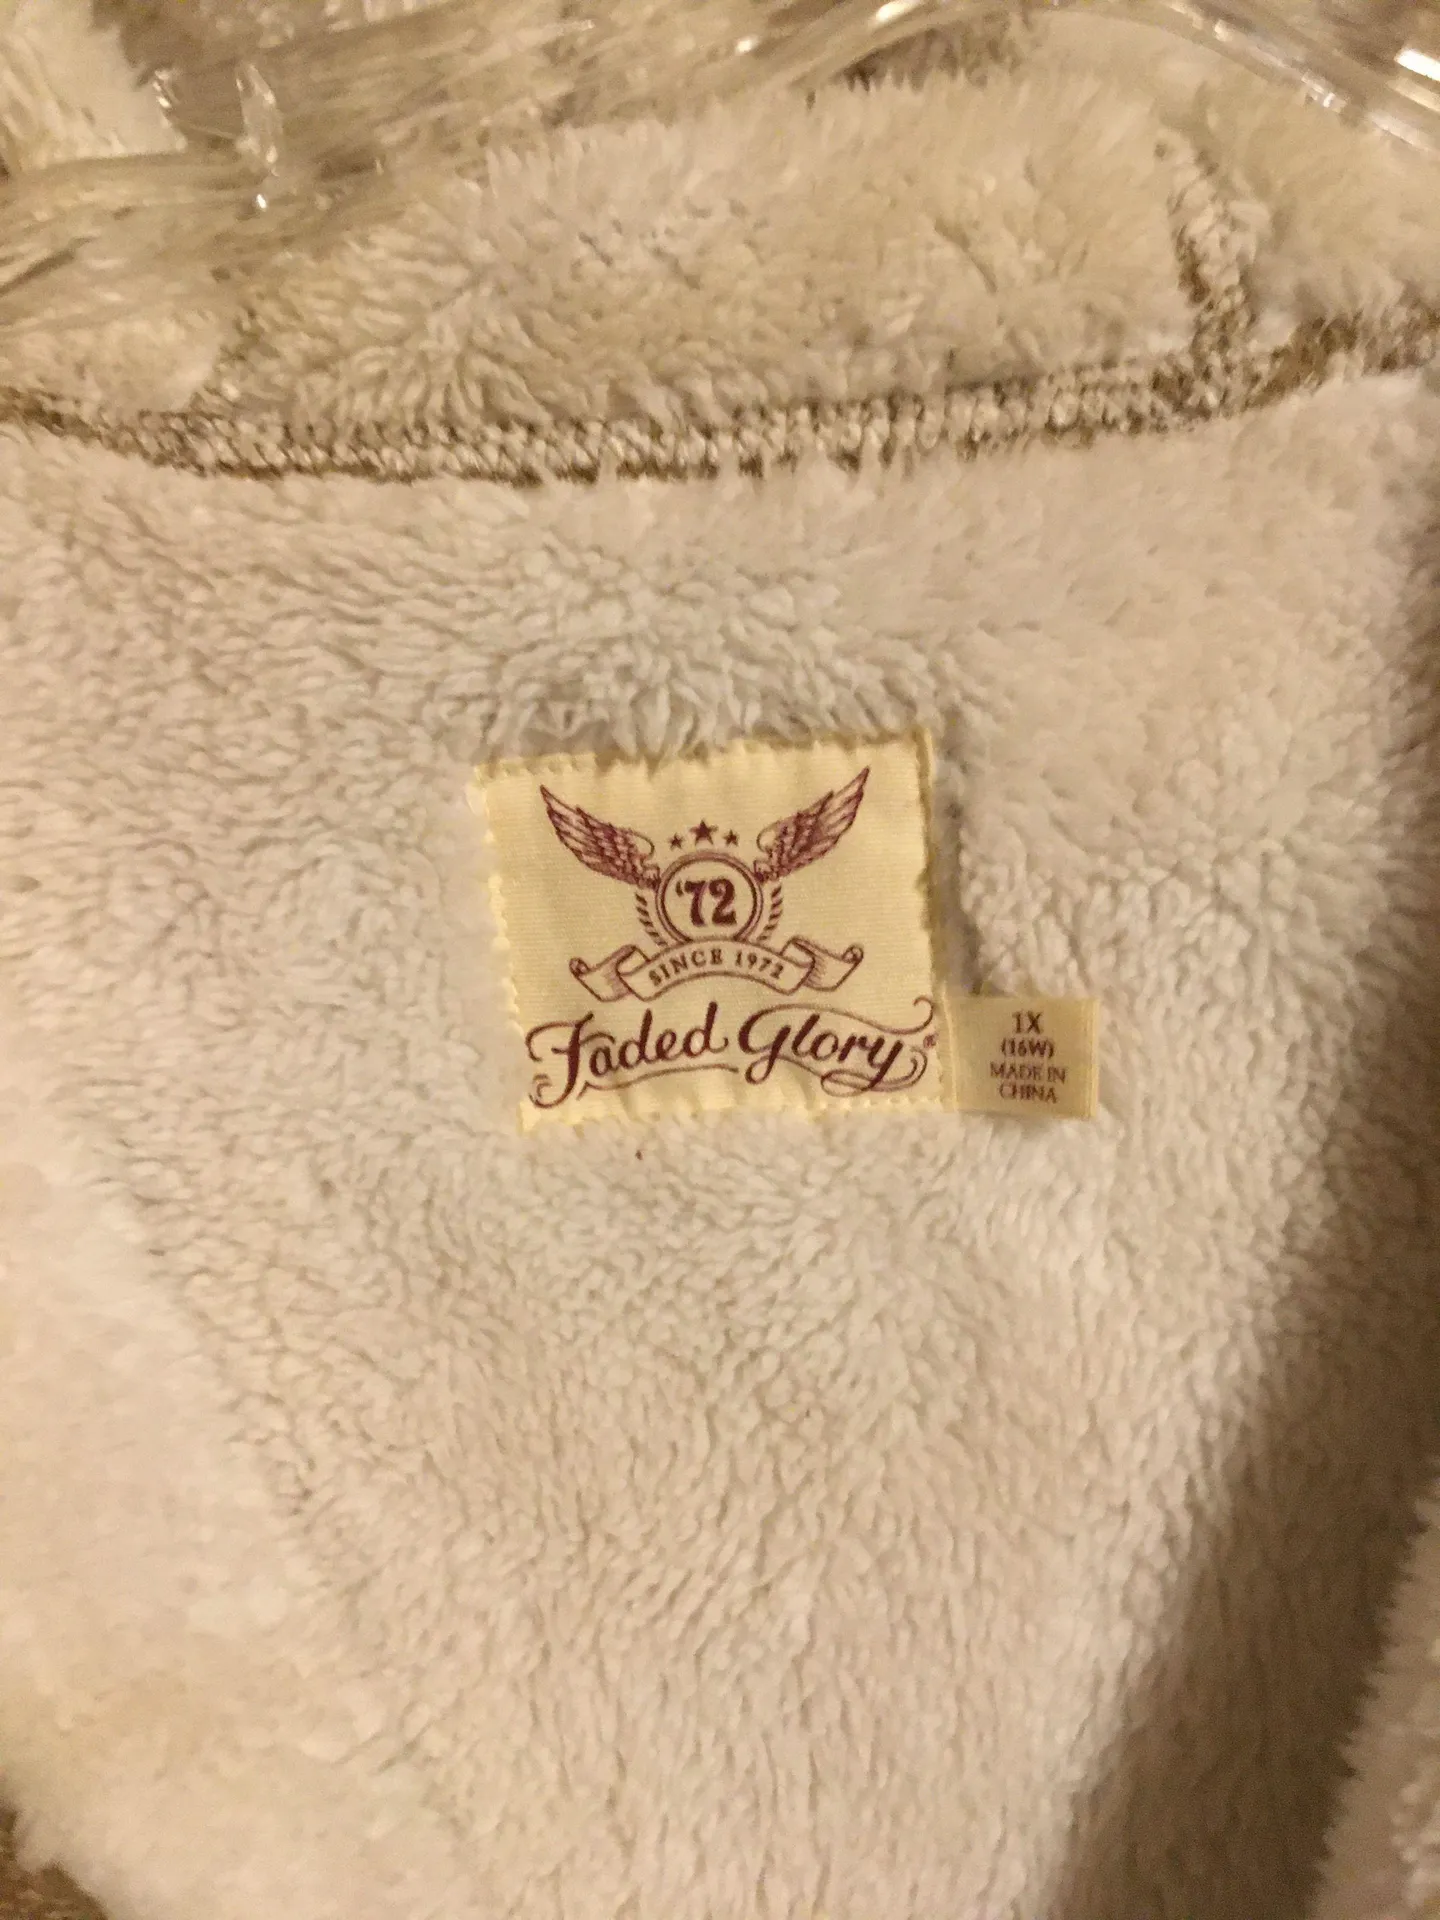 '72
SINCE 1972
Faded Glory®
1X
(16W)
MADE IN
CHINA